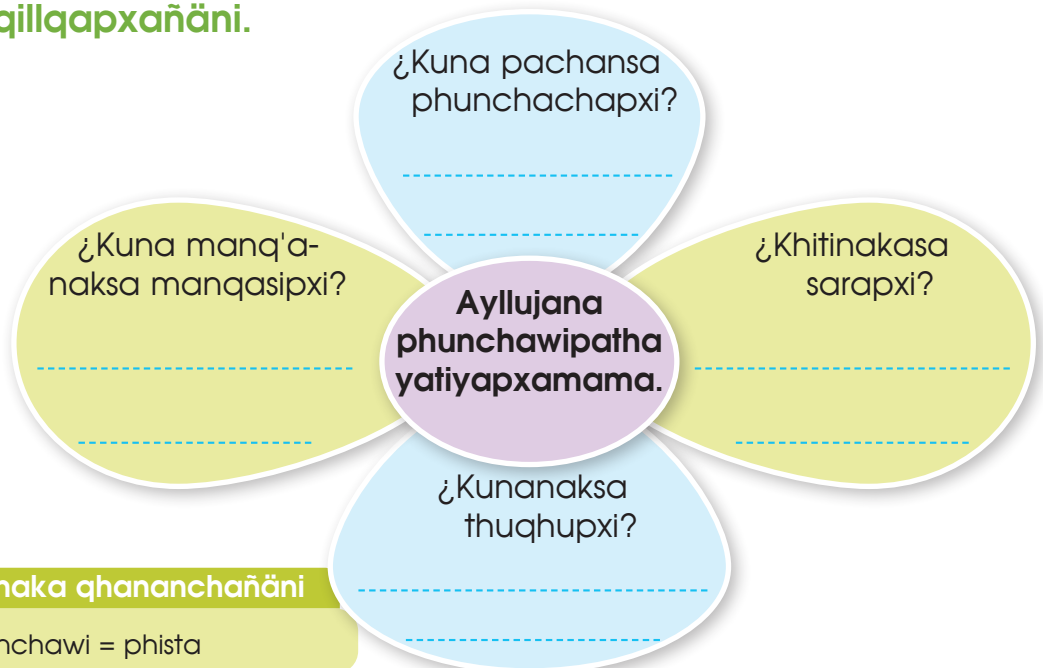 qillqapxañäni.
¿Kuna pachansa
phunchachapxi?
¿Kuna manq'a-
naksa manqasipxi?
¿Khitinakasa
sarapxi?
Ayllujana
phunchawipatha
yatiyapxamama.
¿Kunanaksa
thuqhupxi?
naka qhananchañäni
nchawi = phista